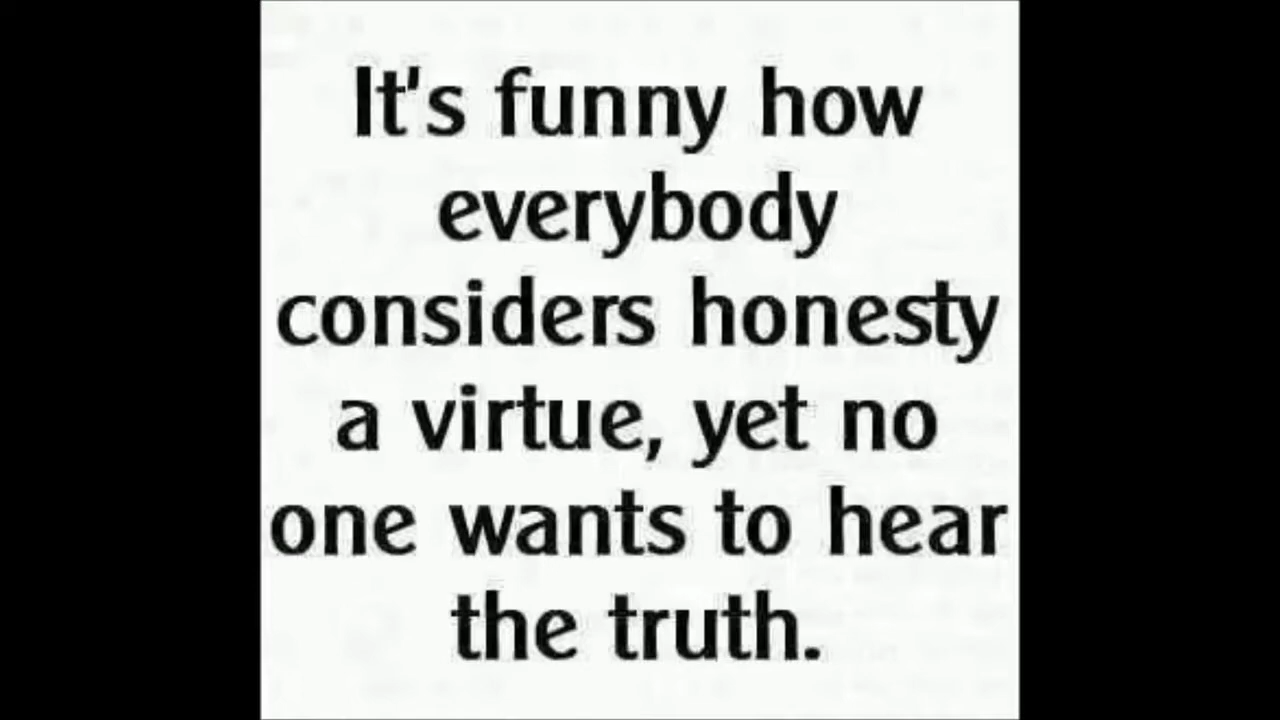 It's funny how
everybody
considers honesty
a virtue, yet no
one wants to hear
the truth.